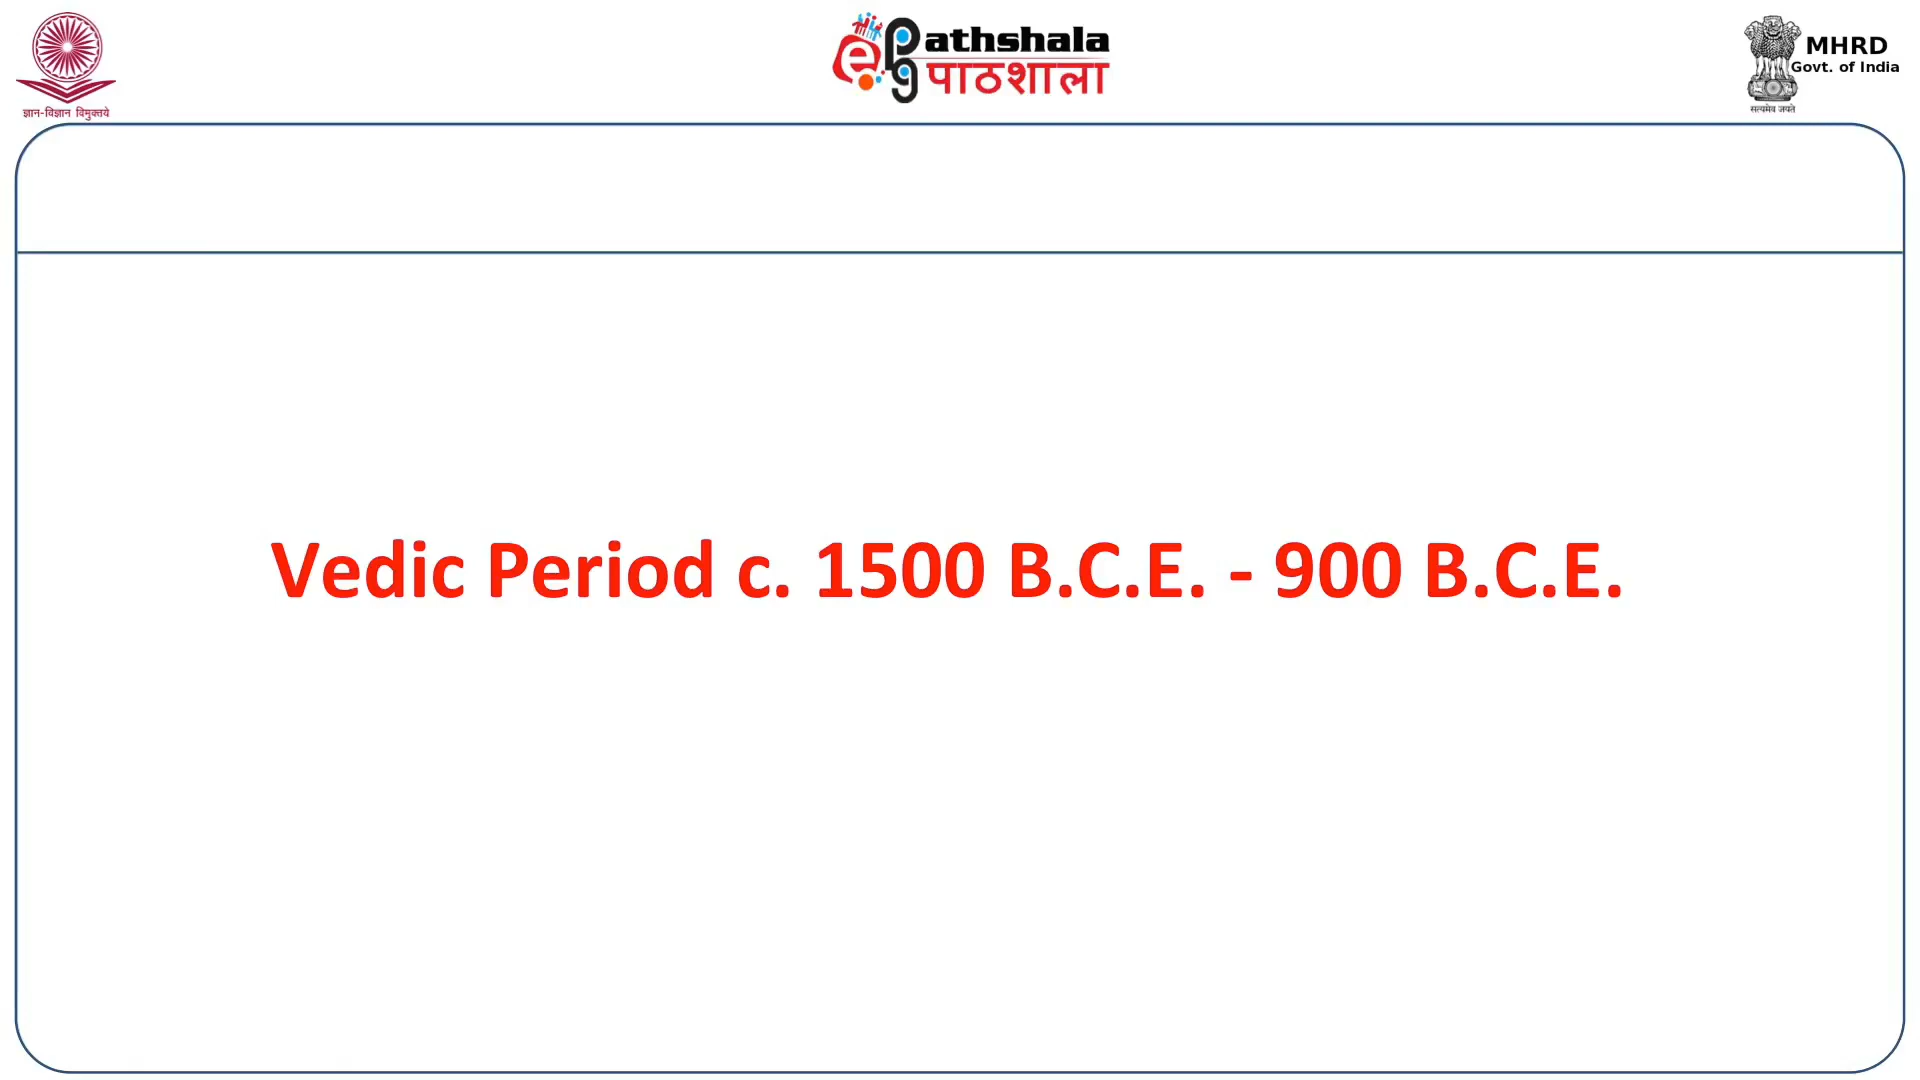 ज्ञान-विज्ञान विमुक्तये
ePathshala
पाठशाला
MHRD
Govt. of India
सत्यमेव जयते
Vedic Period c. 1500 B.C.E. - 900 B.C.E.